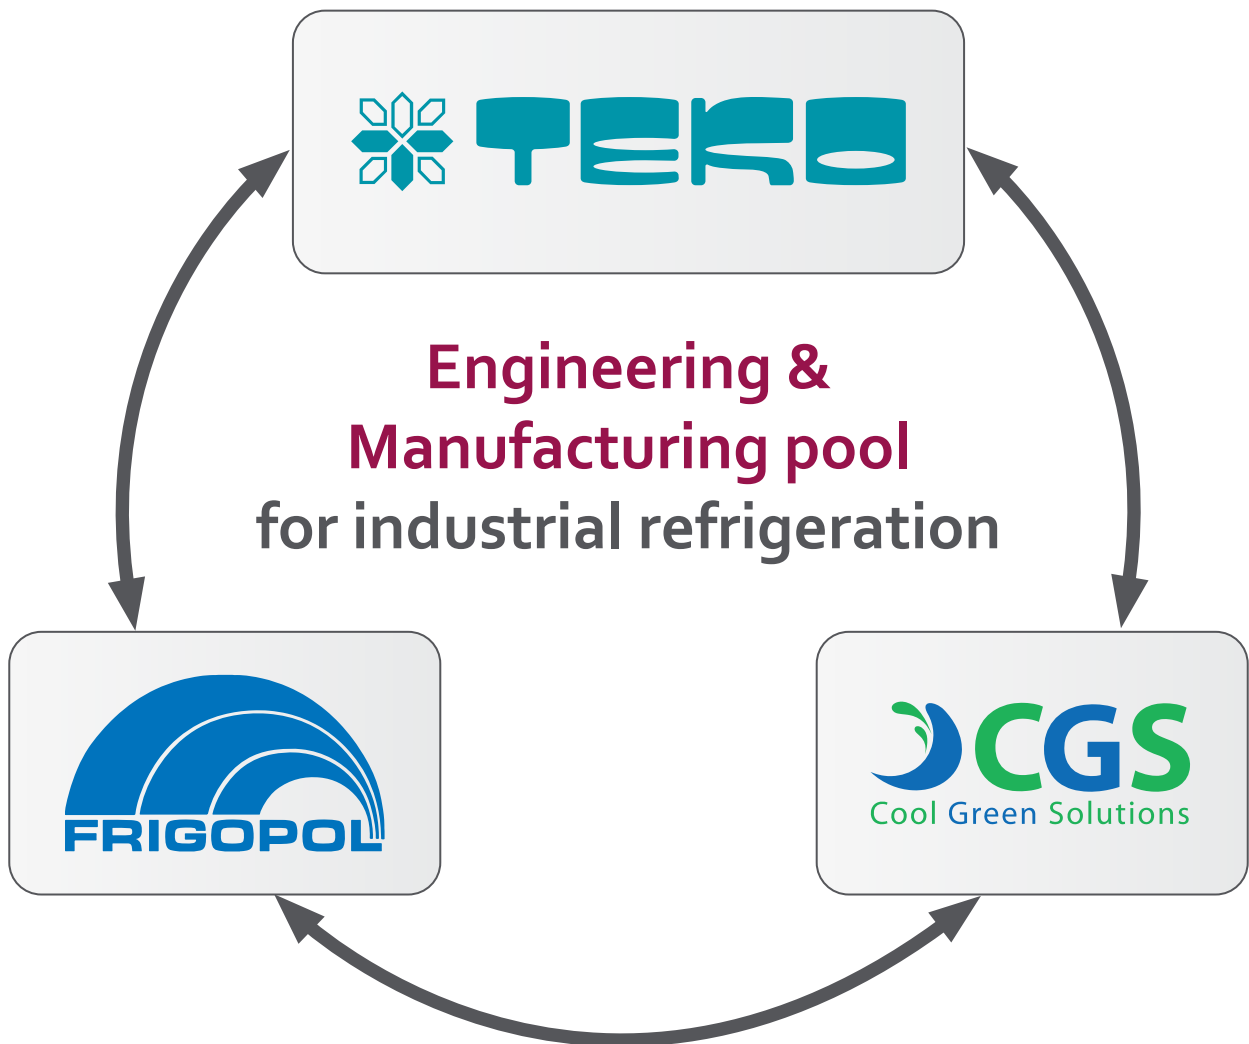 TEKO
Engineering &
Manufacturing pool
for industrial refrigeration
FRIGOPOL
CGS
Cool Green Solutions